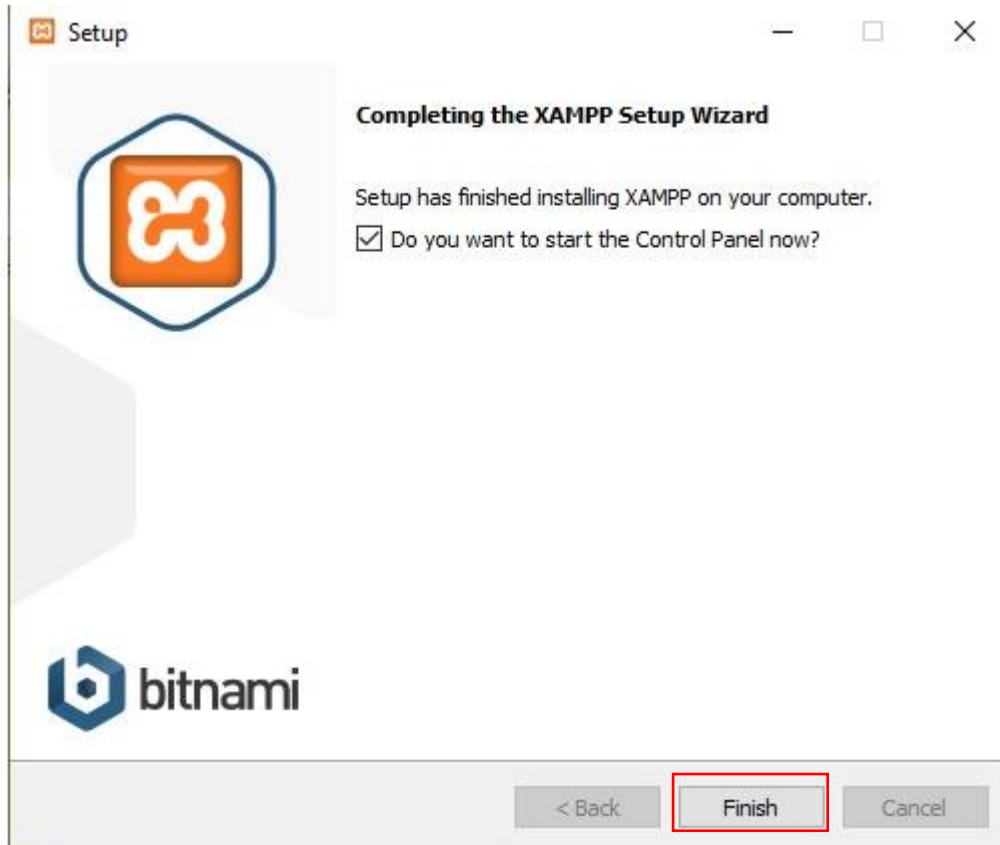 Setup
Completing the XAMPP Setup Wizard
Setup has finished installing XAMPP on your computer.
Do you want to start the Control Panel now?
bitnami
< Back
Finish
Cancel